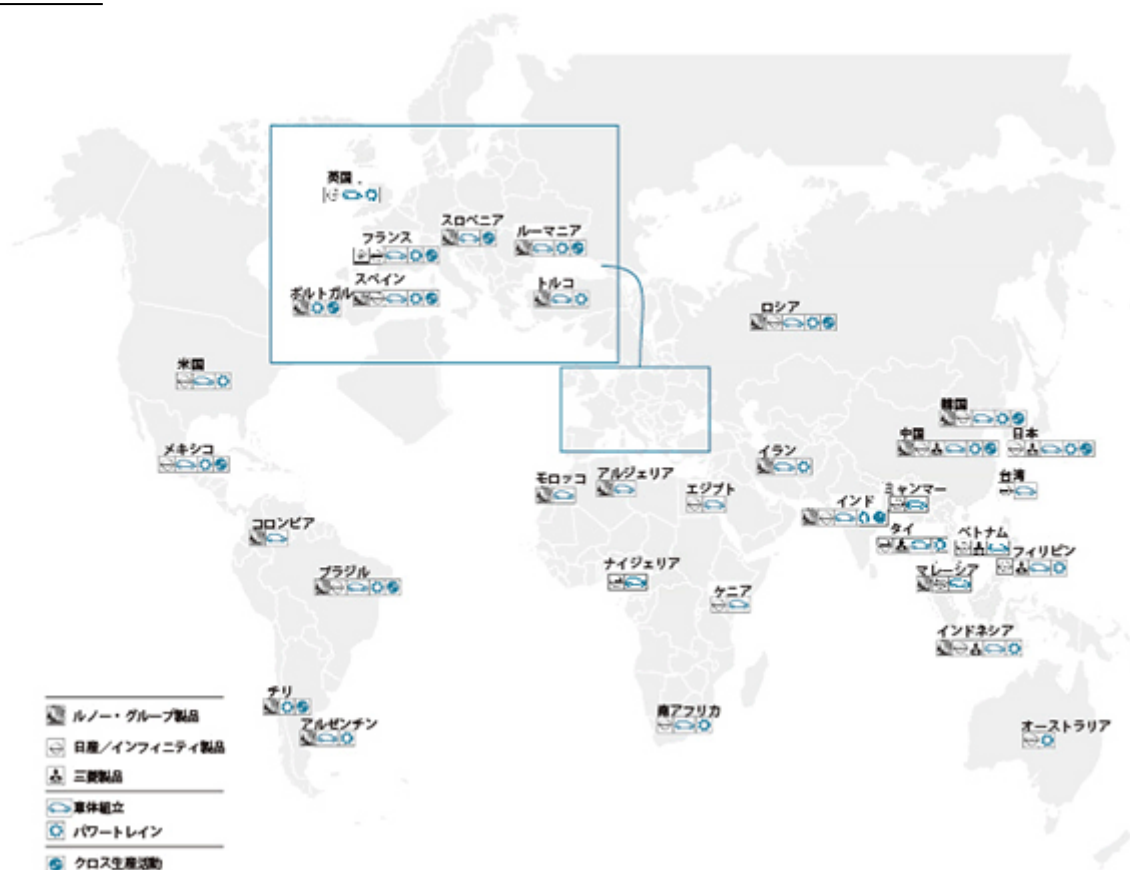 英国
スロベニア
ルーマニア
フランス
スペイン
トルコ
ポルトガル
ロシア
米国
韓国
中国
日本
メキシコ
イラン
モロッコ
アルジェリア
エジプト
インド
ミャンマー
台湾
コロンビア
タイ
ベトナム
フィリピン
ブラジル
ナイジェリア
マレーシア
ケニア
インドネシア
チリ
アルゼンチン
南アフリカ
オーストラリア
ルノー・グループ製品
日産/インフィニティ製品
三菱製品
車体組立
パワートレイン
クロス生産活動